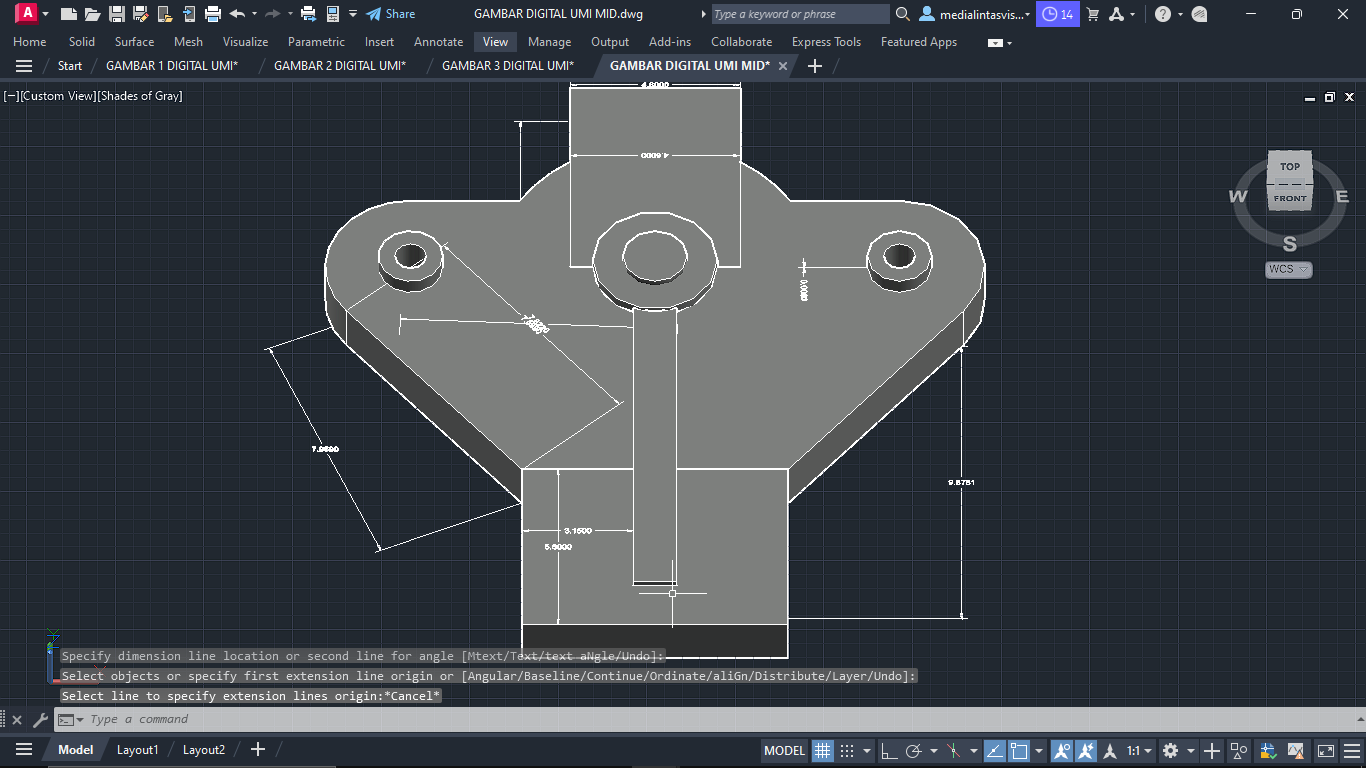 A Share GAMBAR DIGITAL UMI MID.dwg Type a keyword or phrase medialintasvis... 14
Home Solid Surface Mesh Visualize Parametric Insert Annotate View Manage Output Add-ins Collaborate Express Tools Featured Apps
Start GAMBAR 1 DIGITAL UMI* GAMBAR 2 DIGITAL UMI* GAMBAR 3 DIGITAL UMI* GAMBAR DIGITAL UMI MID*
[−][Custom View][Shades of Gray]
4.6000
4.6000
TOP
FRONT
W E
S
WCS
7.0690
9.8751
3.1500
5.6000
Specify dimension line location or second line for angle [Mtext/Text/text aNgle/Undo]:
Select objects or specify first extension line origin or [Angular/Baseline/Continue/Ordinate/aliGn/Distribute/Layer/Undo]:
Select line to specify extension lines origin:*Cancel*
Type a command
Model Layout1 Layout2 MODEL 1:1